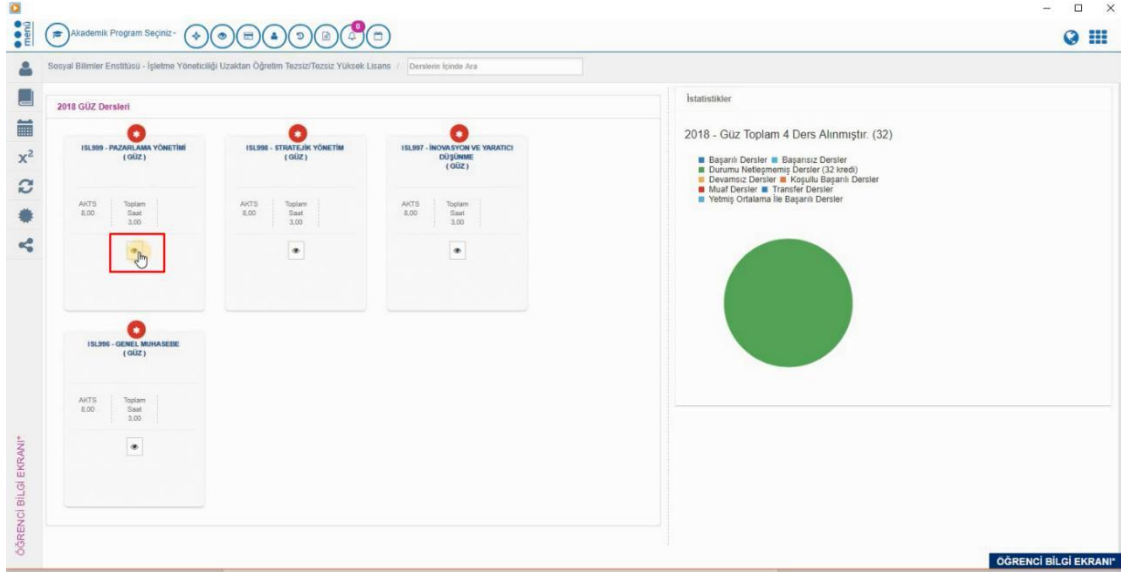 menü
Akademik Program Seçiniz-
0
Sosyal Bilimler Enstitüsü - İşletme Yöneticiliği Uzaktan Öğretim Tezsiz/Tezsiz Yüksek Lisans / Derslerin İçinde Ara
x²
2018 GÜZ Dersleri
ISL999 - PAZARLAMA YÖNETİMİ
( GÜZ )
AKTS
8,00
Toplam
Saat
3,00
ISL998 - STRATEJİK YÖNETİM
( GÜZ )
AKTS
8,00
Toplam
Saat
3,00
ISL997 - İNOVASYON VE YARATICI
DÜŞÜNME
( GÜZ )
AKTS
8,00
Toplam
Saat
3,00
ISL996 - GENEL MUHASEBE
( GÜZ )
AKTS
8,00
Toplam
Saat
3,00
İstatistikler
2018 - Güz Toplam 4 Ders Alınmıştır. (32)
Başarılı Dersler Başarısız Dersler
Durumu Netleşmemiş Dersler (32 kredi)
Devamsız Dersler Koşullu Başarılı Dersler
Muaf Dersler Transfer Dersler
Yetmiş Ortalama İle Başarılı Dersler
ÖĞRENCİ BİLGİ EKRANI*
ÖĞRENCİ BİLGİ EKRANI*